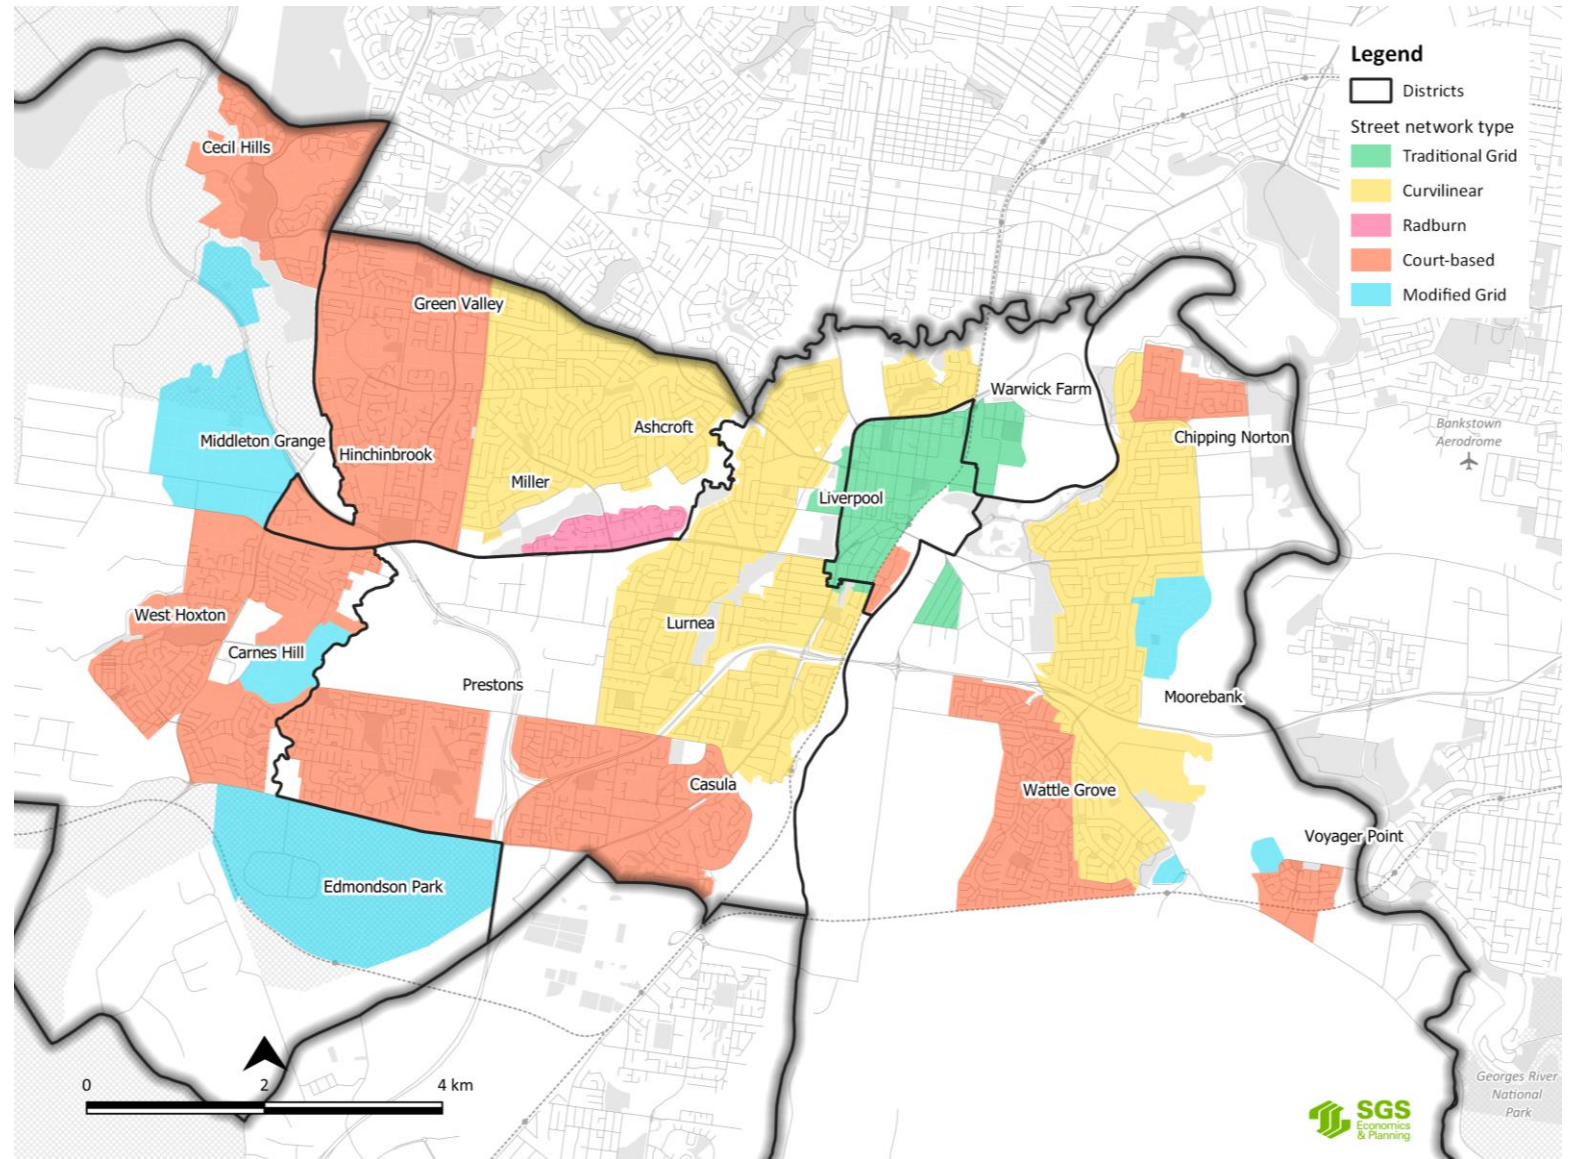 Legend
Districts
Street network type
Traditional Grid
Curvilinear
Radburn
Court-based
Modified Grid
Cecil Hills
Green Valley
Warwick Farm
Ashcroft
Chipping Norton
Bankstown
Aerodrome
Middleton Grange
Hinchinbrook
Miller
Liverpool
West Hoxton
Lurnea
Carnes Hill
Prestons
Moorebank
Casula
Wattle Grove
Voyager Point
Edmondson Park
0 2 4 km
Georges River
National
Park
SGS
Economics
& Planning